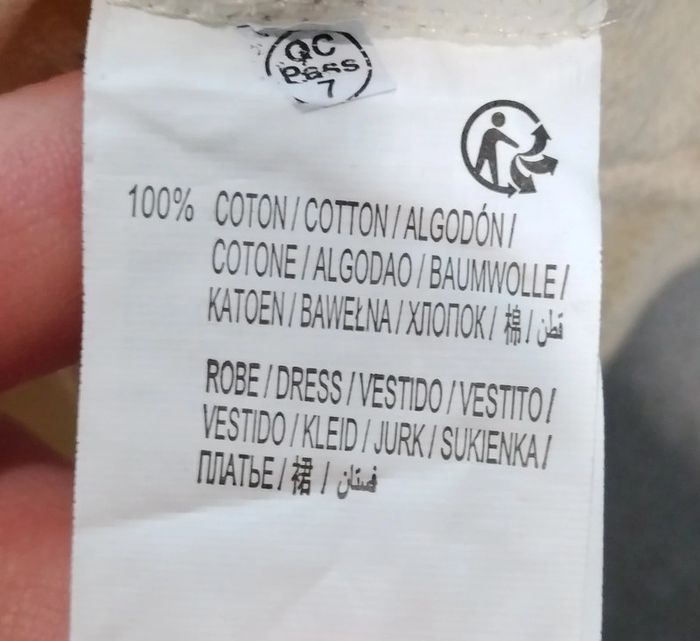 QC
Pass
7
100% COTON / COTTON / ALGODÓN /
COTONE / ALGODAO / BAUMWOLLE /
KATOEN / BAWEŁNA / ХЛОПОК / 棉 / قطن
ROBE / DRESS / VESTIDO / VESTITO /
VESTIDO / KLEID / JURK / SUKIENKA /
ПЛАТЬЕ / 裙 / فستان